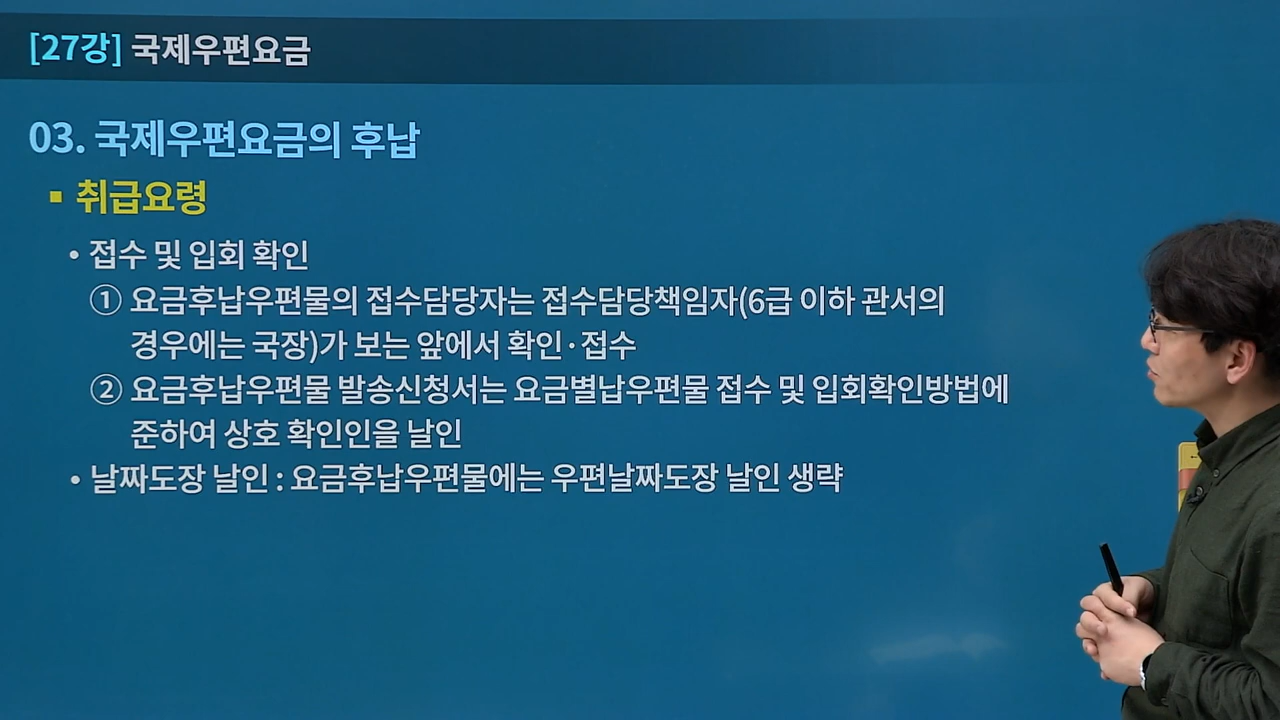 [27강] 국제우편요금
03. 국제우편요금의 후납
▪ 취급요령
• 접수 및 입회 확인
① 요금후납우편물의 접수담당자는 접수담당책임자(6급 이하 관서의
경우에는 국장)가 보는 앞에서 확인·접수
② 요금후납우편물 발송신청서는 요금별납우편물 접수 및 입회확인방법에
준하여 상호 확인인을 날인
• 날짜도장 날인 : 요금후납우편물에는 우편날짜도장 날인 생략